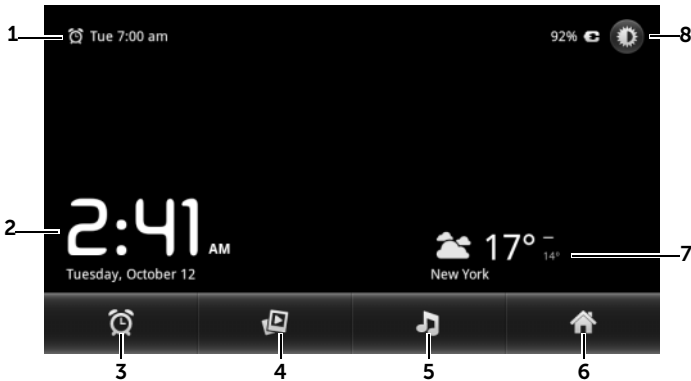 1 Tue 7:00 am 92% 8
2 2:41 AM 17° – 14° 7
Tuesday, October 12 New York
3 4 5 6